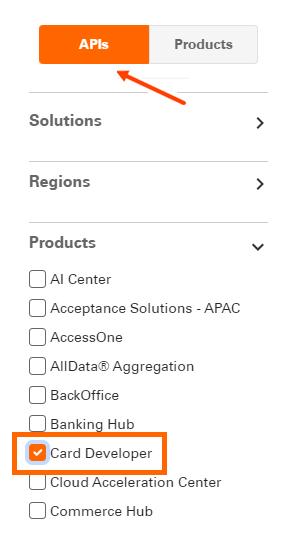 APIs
Products
Solutions
Regions
Products
AI Center
Acceptance Solutions - APAC
AccessOne
AllData® Aggregation
BackOffice
Banking Hub
Card Developer
Cloud Acceleration Center
Commerce Hub